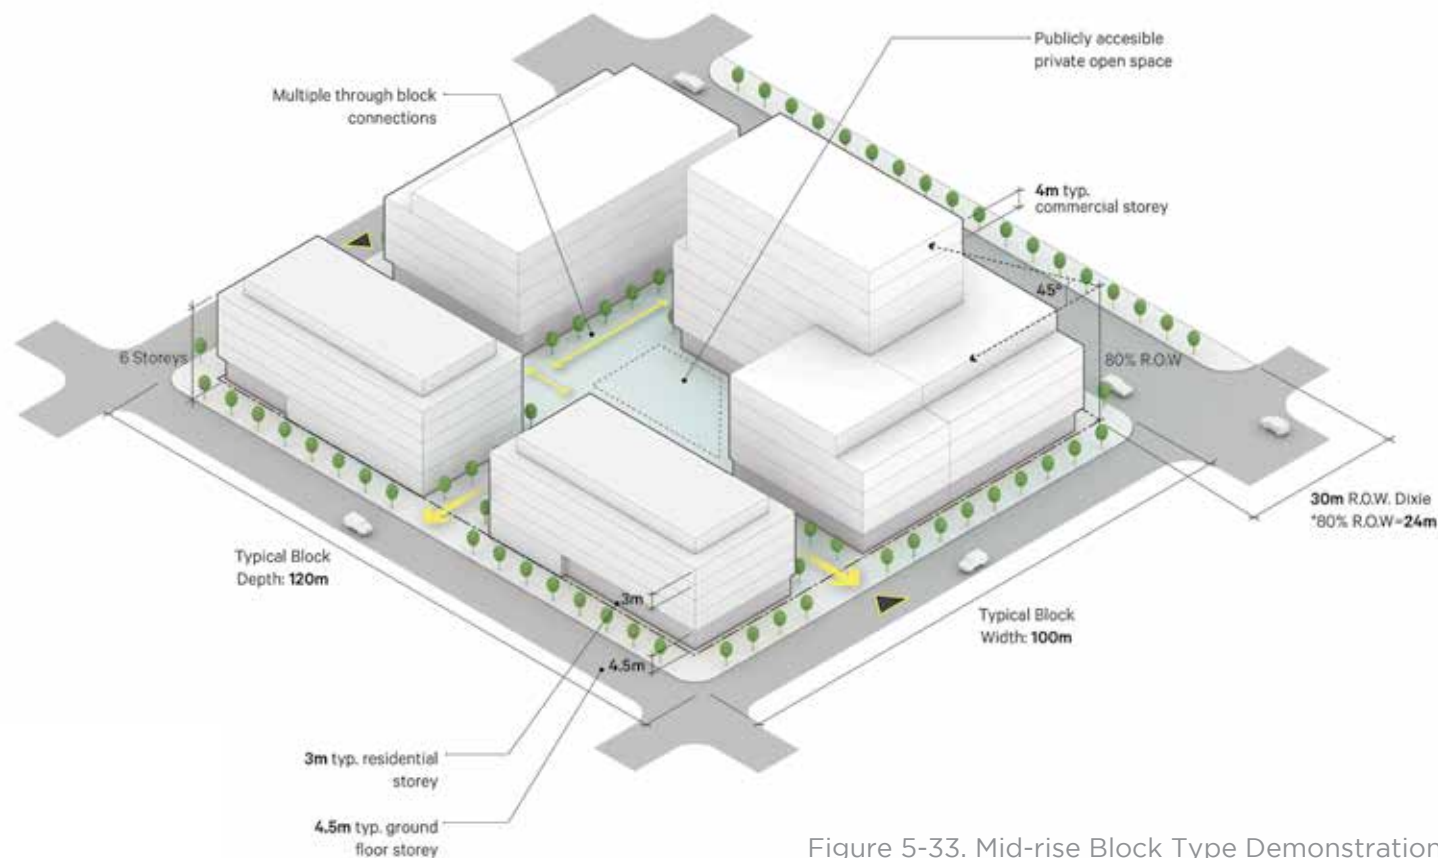 Publicly accesible
private open space
Multiple through block
connections
4m typ.
commercial storey
45°
6 Storeys
80% R.O.W
30m R.O.W. Dixie
*80% R.O.W=24m
Typical Block
Depth: 120m
3m
Typical Block
Width: 100m
4.5m
3m typ. residential
storey
4.5m typ. ground
floor storey
Figure 5-33. Mid-rise Block Type Demonstration